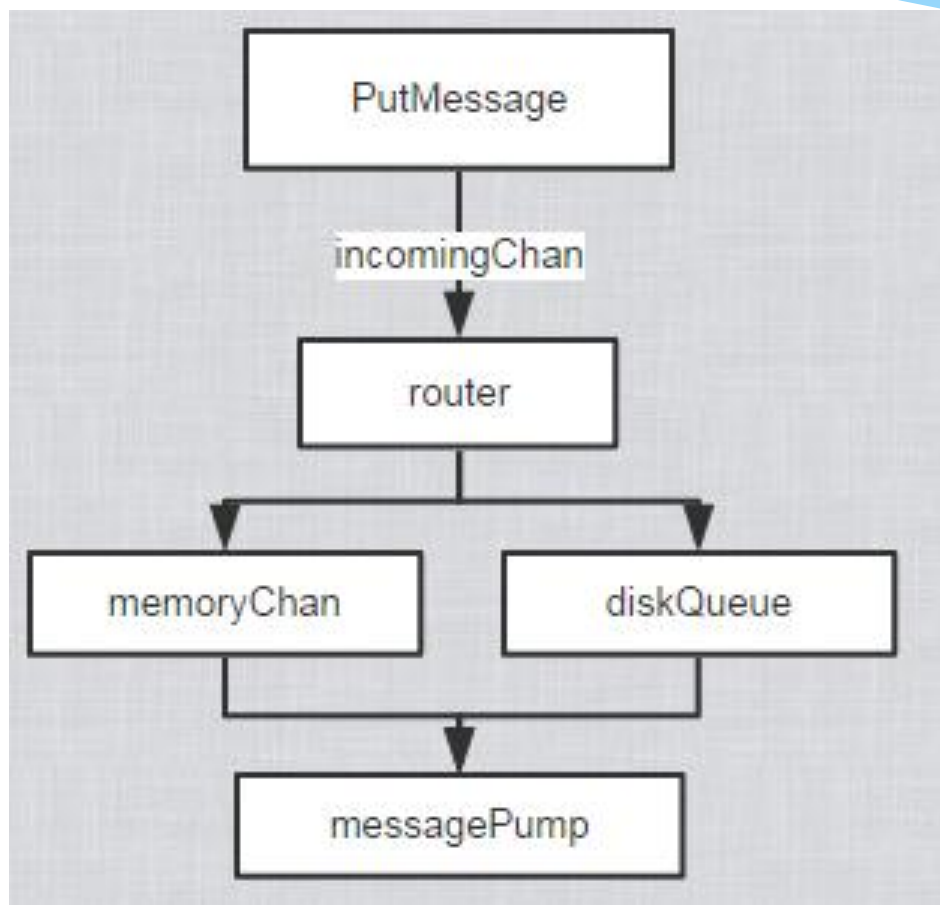 PutMessage
incomingChan
router
memoryChan
diskQueue
messagePump